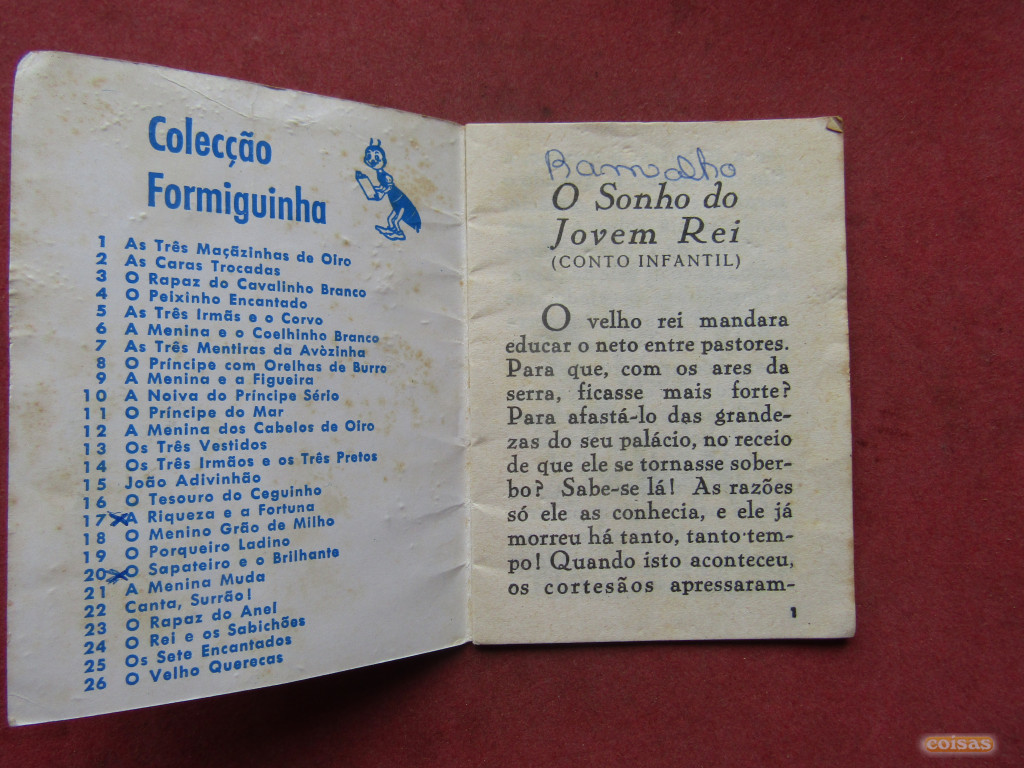 Colecção
Formiguinha
1 As Três Maçãzinhas de Oiro
2 As Caras Trocadas
3 O Rapaz do Cavalinho Branco
4 O Peixinho Encantado
5 As Três Irmãs e o Corvo
6 A Menina e o Coelhinho Branco
7 As Três Mentiras da Avòzinha
8 O Príncipe com Orelhas de Burro
9 A Menina e a Figueira
10 A Noiva do Príncipe Sério
11 O Príncipe do Mar
12 A Menina dos Cabelos de Oiro
13 Os Três Vestidos
14 Os Três Irmãos e os Três Pretos
15 João Adivinhão
16 O Tesouro do Ceguinho
17 A Riqueza e a Fortuna
18 O Menino Grão de Milho
19 O Porqueiro Ladino
20 O Sapateiro e o Brilhante
21 A Menina Muda
22 Canta, Surrão!
23 O Rapaz do Anel
24 O Rei e os Sabichões
25 Os Sete Encantados
26 O Velho Querecas
Ramalho
O Sonho do
Jovem Rei
(CONTO INFANTIL)
O velho rei mandara
educar o neto entre pastores.
Para que, com os ares da
serra, ficasse mais forte?
Para afastá-lo das grande-
zas do seu palácio, no receio
de que ele se tornasse sober-
bo? Sabe-se lá! As razões
só ele as conhecia, e ele já
morreu há tanto, tanto tem-
po! Quando isto aconteceu,
os cortesãos apressaram-
1
coisas